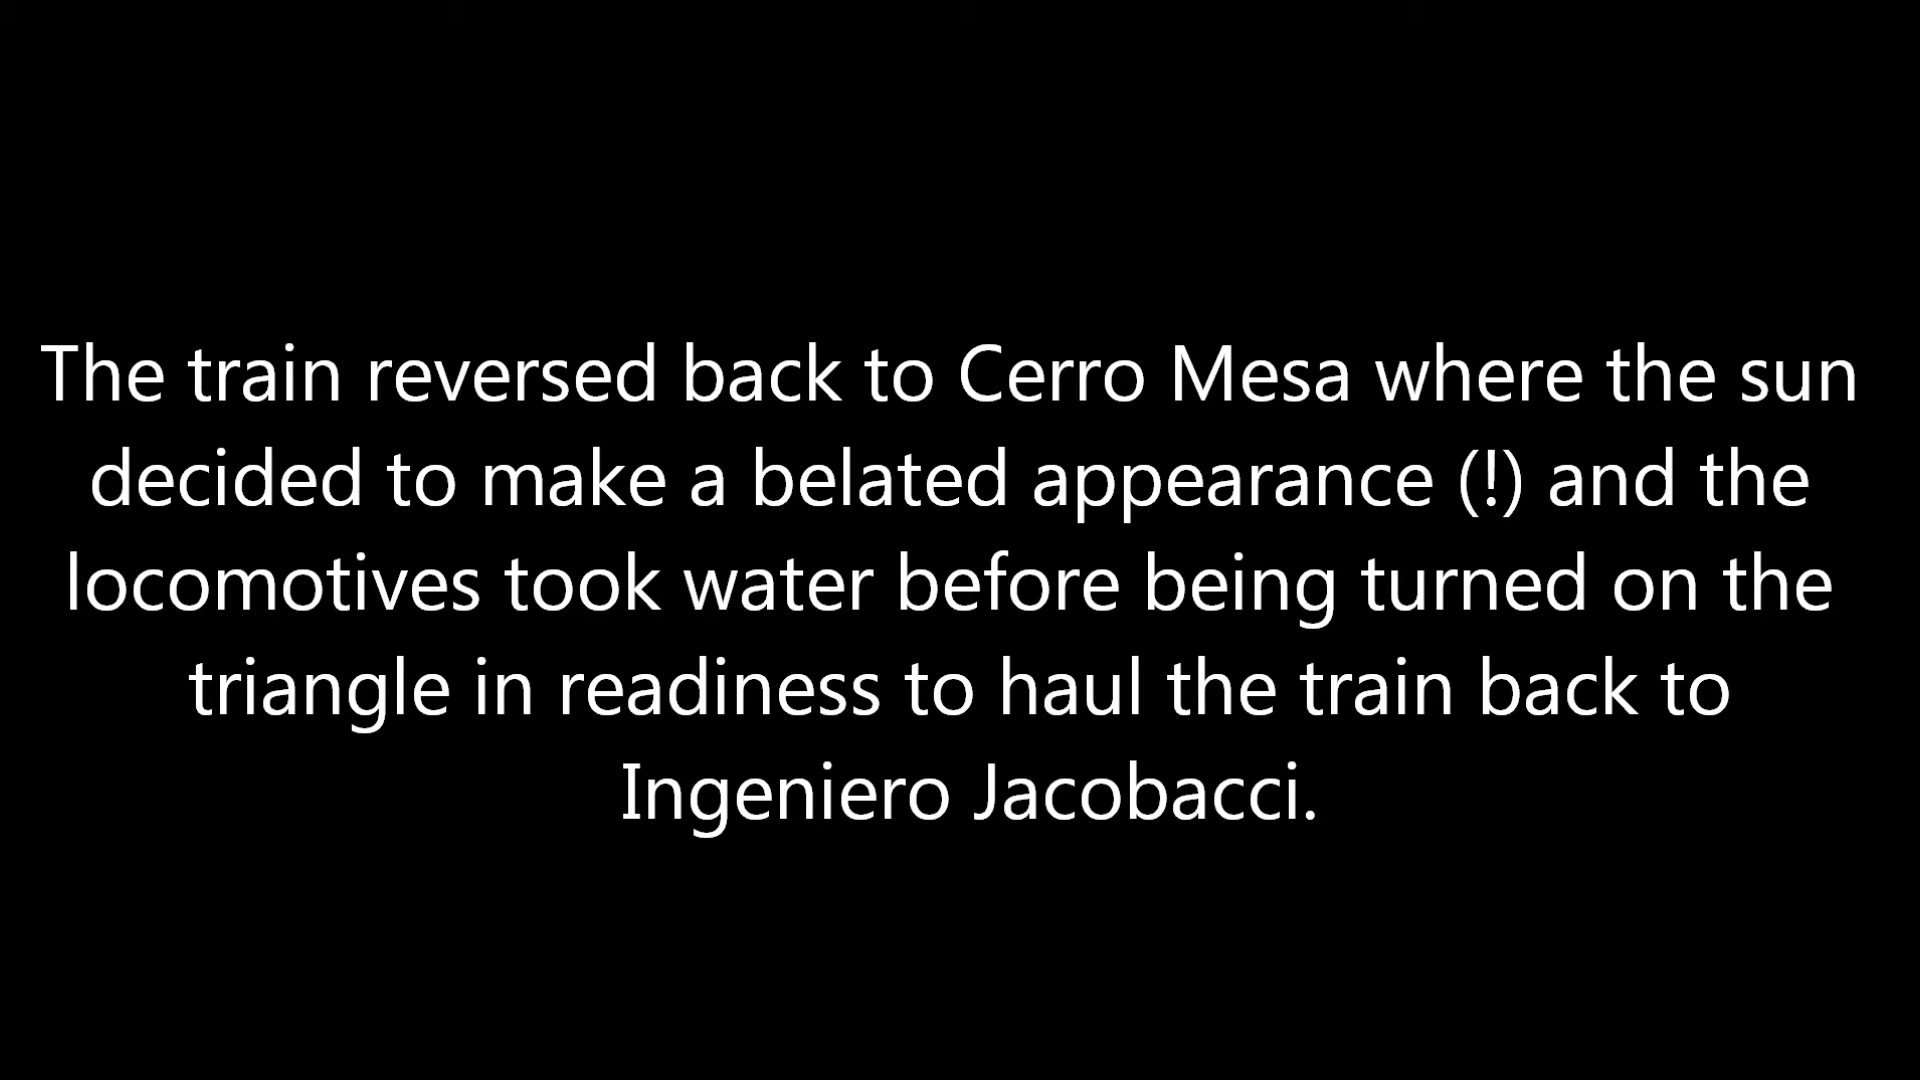 The train reversed back to Cerro Mesa where the sun
decided to make a belated appearance (!) and the
locomotives took water before being turned on the
triangle in readiness to haul the train back to
Ingeniero Jacobacci.